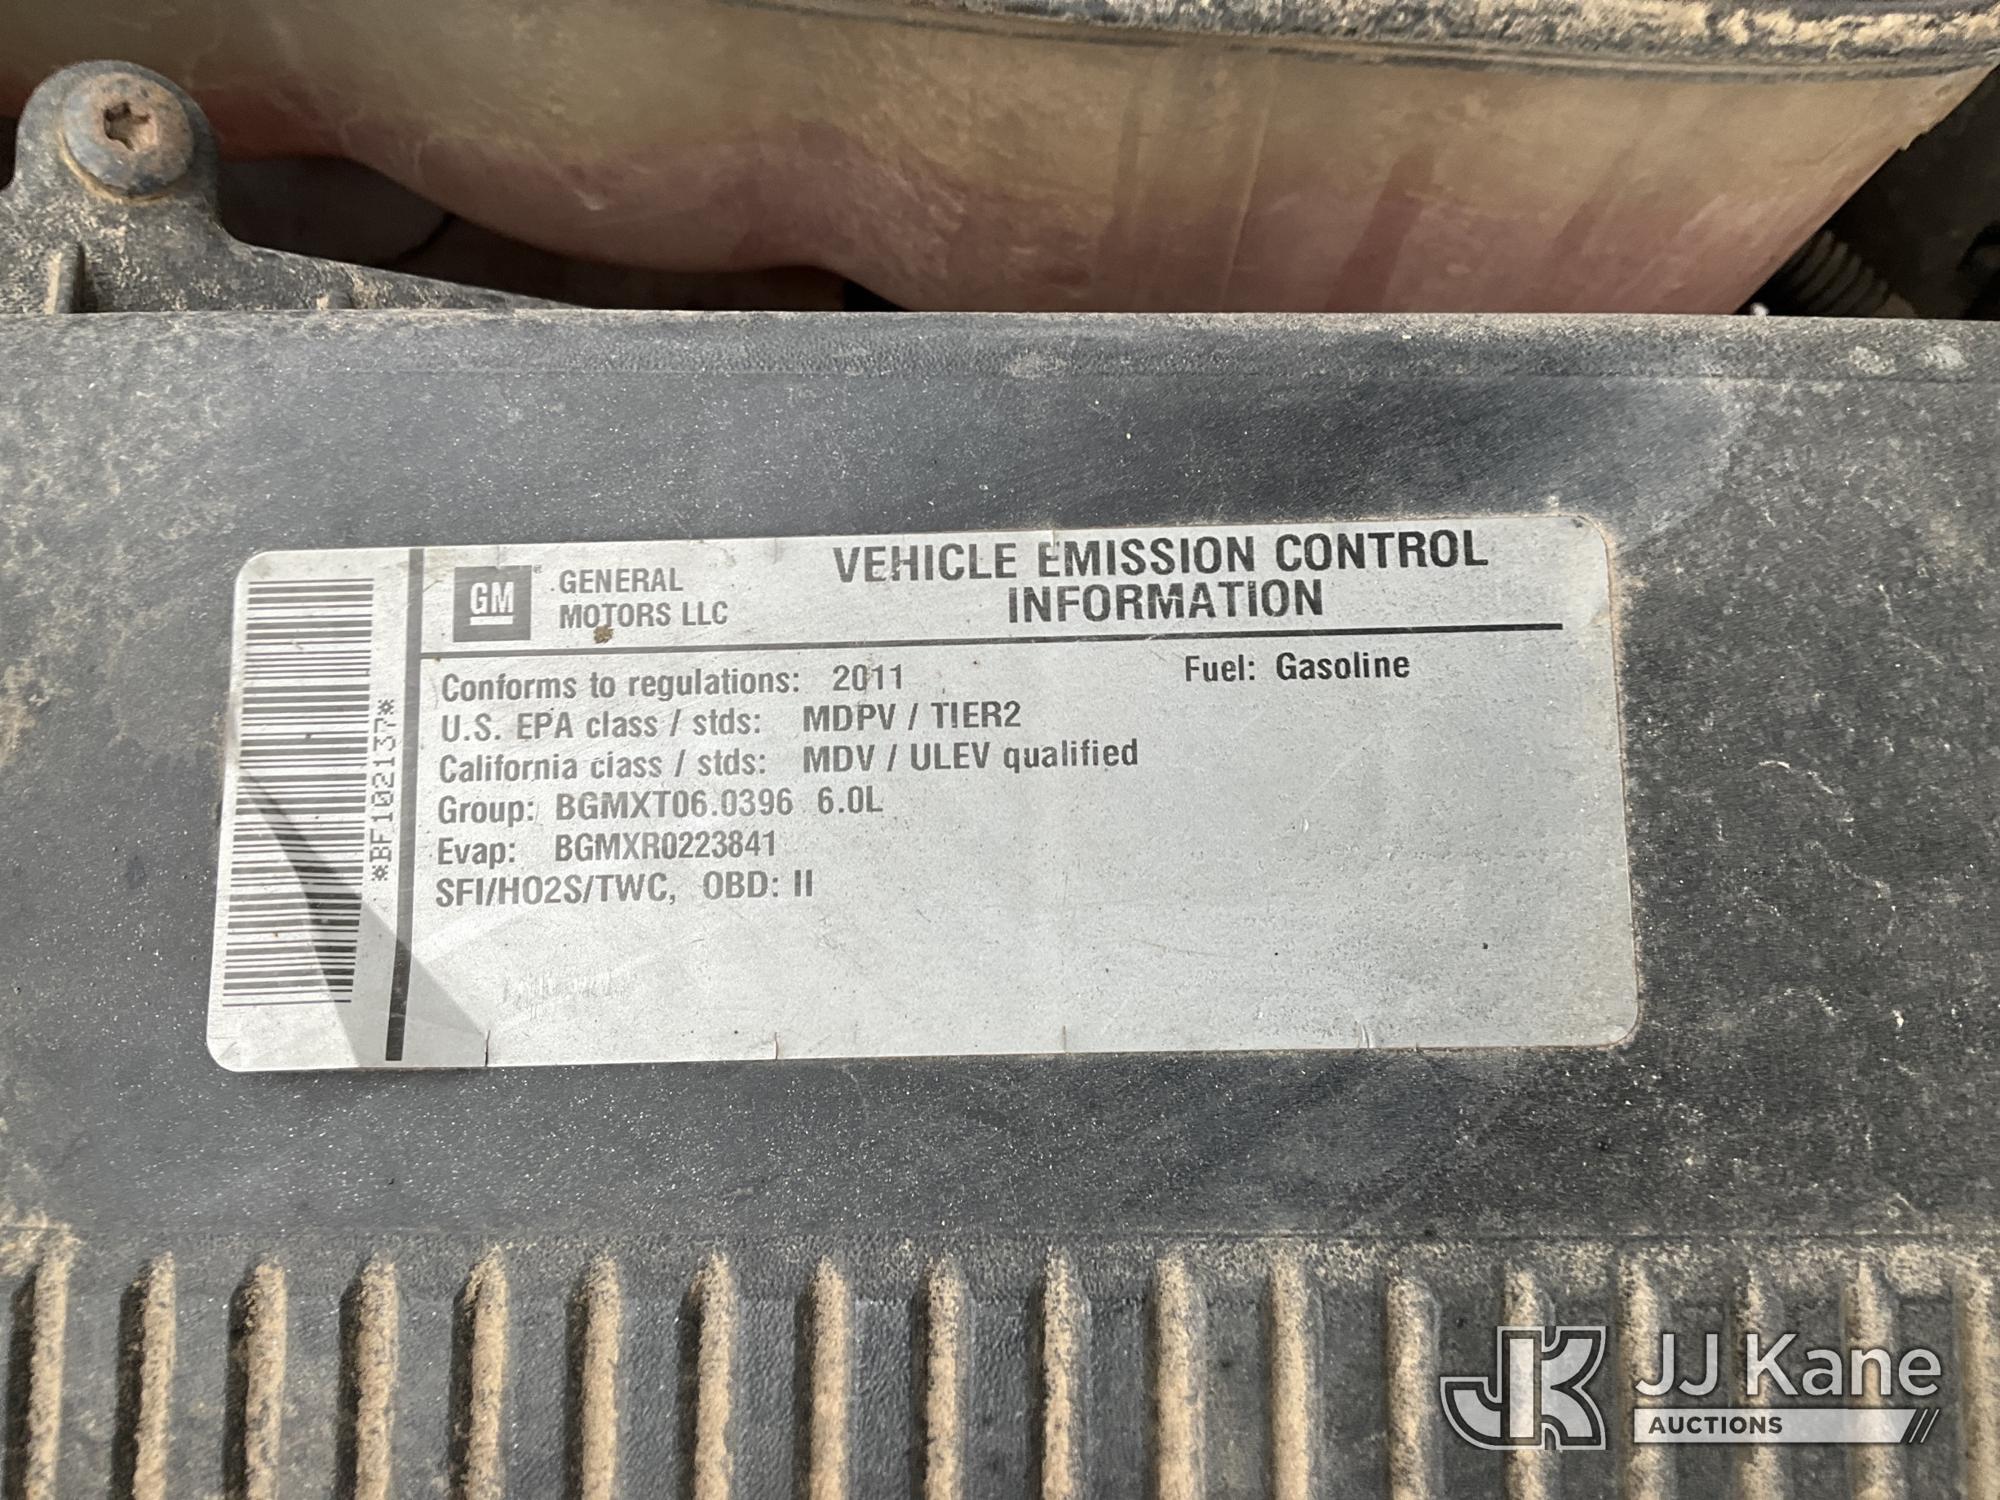 GM GENERAL
MOTORS LLC
VEHICLE EMISSION CONTROL
INFORMATION
Conforms to regulations: 2011 Fuel: Gasoline
U.S. EPA class / stds: MDPV / TIER2
California class / stds: MDV / ULEV qualified
Group: BGMXT06.0396 6.0L
Evap: BGMXR0223841
SFI/HO2S/TWC, OBD: II
*BF102137*
JK JJ Kane
AUCTIONS